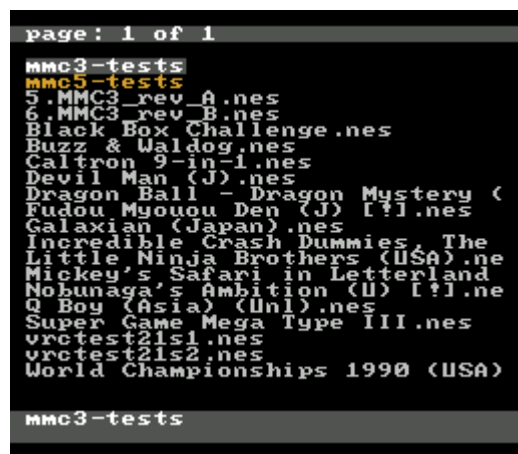 page: 1 of 1
mmc3-tests
mmc5-tests
5.MMC3_rev_A.nes
6.MMC3_rev_B.nes
Black Box Challenge.nes
Buzz & Waldog.nes
Caltron 9-in-1.nes
Devil Man (J).nes
Dragon Ball - Dragon Mystery (
Fudou Myouou Den (J) [!].nes
Galaxian (Japan).nes
Incredible Crash Dummies, The
Little Ninja Brothers (USA).ne
Mickey's Safari in Letterland
Nobunaga's Ambition (U) [!].ne
Q Boy (Asia) (Unl).nes
Super Game Mega Type III.nes
vrctest21s1.nes
vrctest21s2.nes
World Championships 1990 (USA)
mmc3-tests